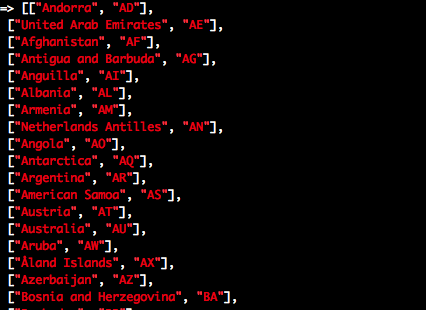 => [["Andorra", "AD"],
["United Arab Emirates", "AE"],
["Afghanistan", "AF"],
["Antigua and Barbuda", "AG"],
["Anguilla", "AI"],
["Albania", "AL"],
["Armenia", "AM"],
["Netherlands Antilles", "AN"],
["Angola", "AO"],
["Antarctica", "AQ"],
["Argentina", "AR"],
["American Samoa", "AS"],
["Austria", "AT"],
["Australia", "AU"],
["Aruba", "AW"],
["Åland Islands", "AX"],
["Azerbaijan", "AZ"],
["Bosnia and Herzegovina", "BA"],